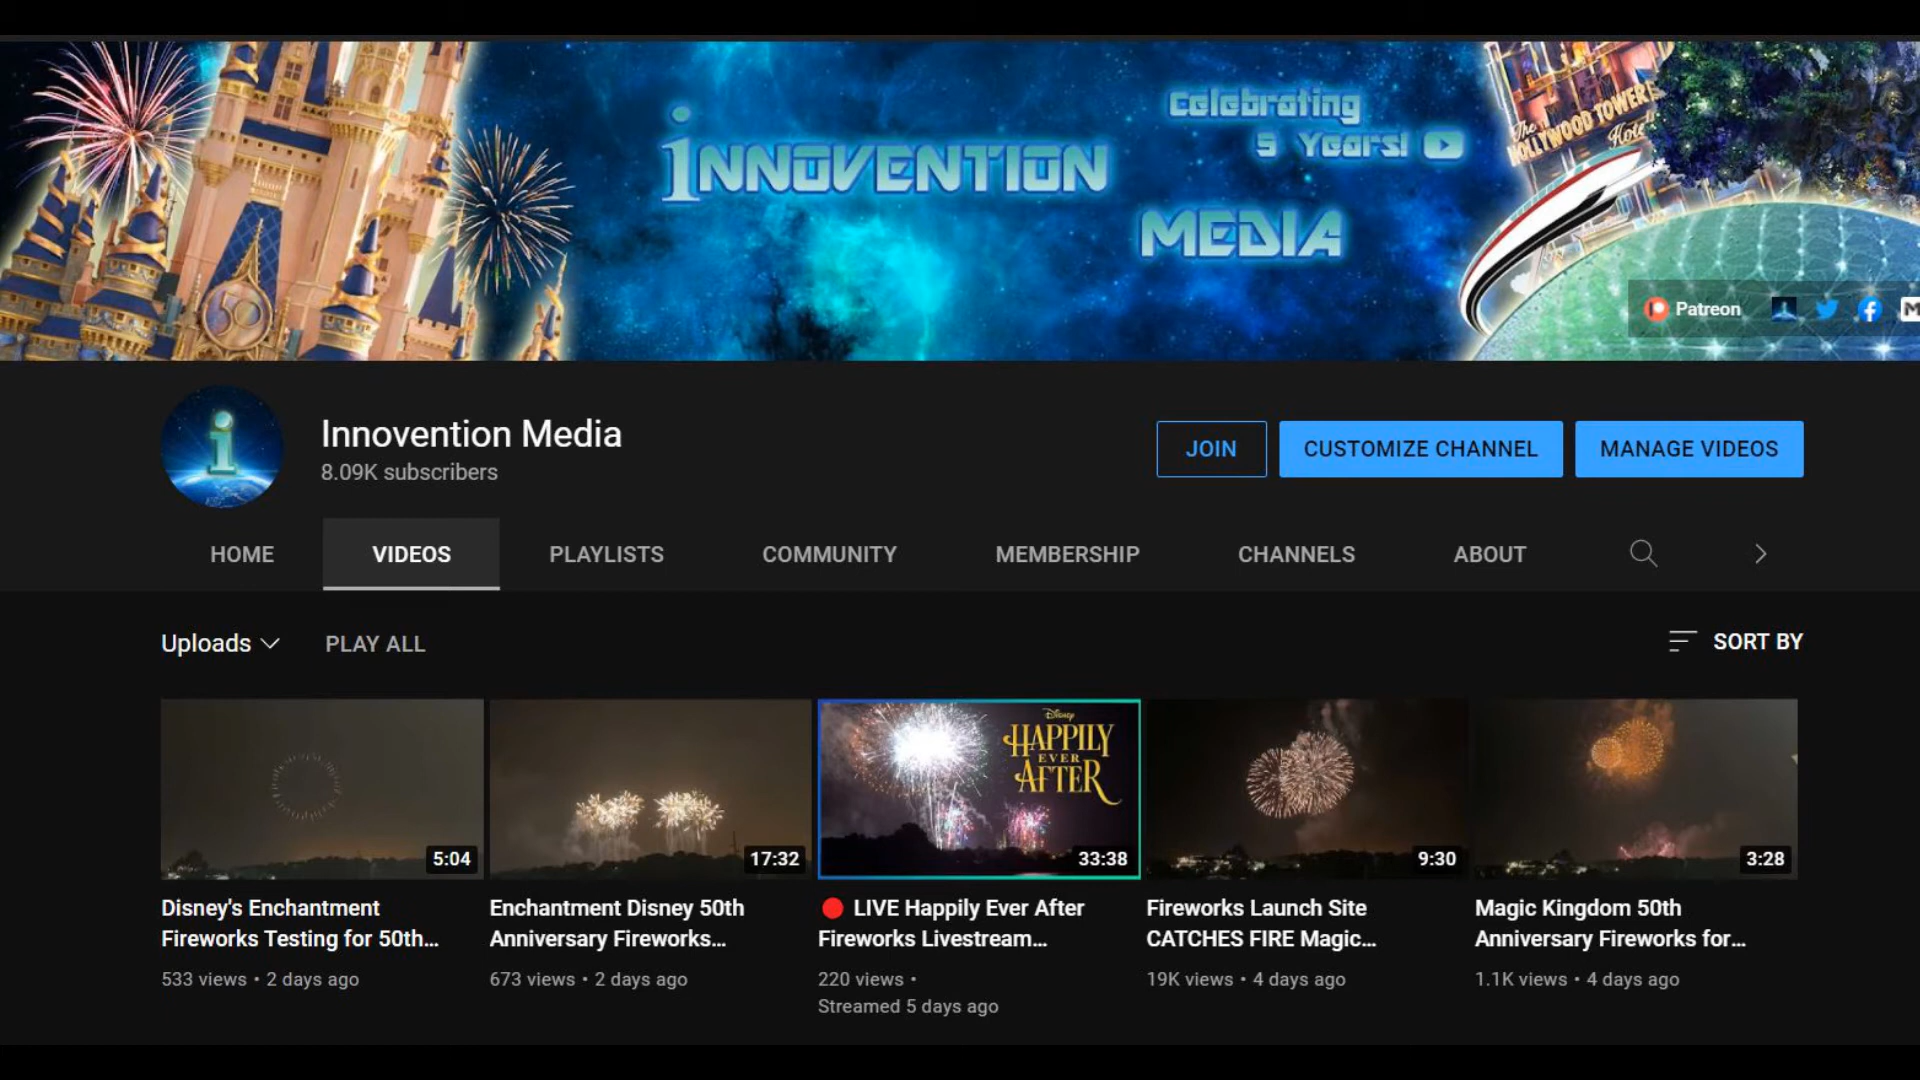 Celebrating
5 Years!
iNNOVENTION
MEDIA
The
HOLLYWOOD TOWER
Hotel
50
Patreon
i
Innovention Media
8.09K subscribers
JOIN
CUSTOMIZE CHANNEL
MANAGE VIDEOS
HOME
VIDEOS
PLAYLISTS
COMMUNITY
MEMBERSHIP
CHANNELS
ABOUT
Uploads
PLAY ALL
SORT BY
5:04
Disney's Enchantment
Fireworks Testing for 50th...
533 views • 2 days ago
17:32
Enchantment Disney 50th
Anniversary Fireworks...
673 views • 2 days ago
Disney
HAPPILY
EVER
AFTER
33:38
LIVE Happily Ever After
Fireworks Livestream...
220 views •
Streamed 5 days ago
9:30
Fireworks Launch Site
CATCHES FIRE Magic...
19K views • 4 days ago
3:28
Magic Kingdom 50th
Anniversary Fireworks for...
1.1K views • 4 days ago